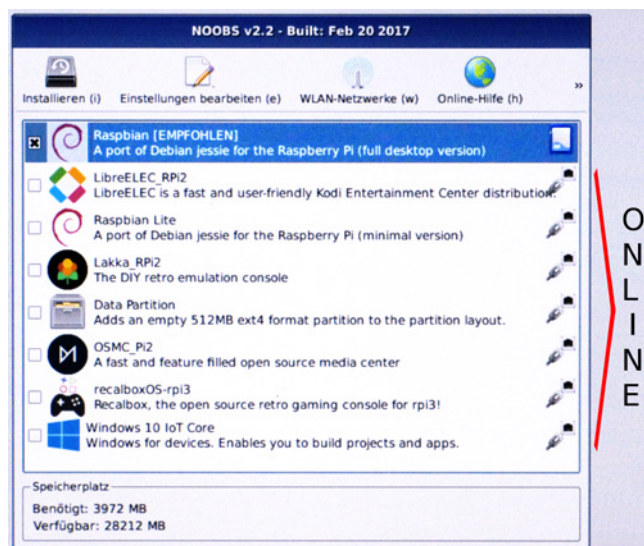 NOOBS v2.2 - Built: Feb 20 2017
Installieren (i) Einstellungen bearbeiten (e) WLAN-Netzwerke (w) Online-Hilfe (h) »
Raspbian [EMPFOHLEN]
A port of Debian jessie for the Raspberry Pi (full desktop version)
LibreELEC_RPi2
LibreELEC is a fast and user-friendly Kodi Entertainment Center distribution.
Raspbian Lite
A port of Debian jessie for the Raspberry Pi (minimal version)
Lakka_RPi2
The DIY retro emulation console
Data Partition
Adds an empty 512MB ext4 format partition to the partition layout.
OSMC_Pi2
A fast and feature filled open source media center
recalboxOS-rpi3
Recalbox, the open source retro gaming console for rpi3!
Windows 10 IoT Core
Windows for devices. Enables you to build projects and apps.
ONLINE
Speicherplatz
Benötigt: 3972 MB
Verfügbar: 28212 MB